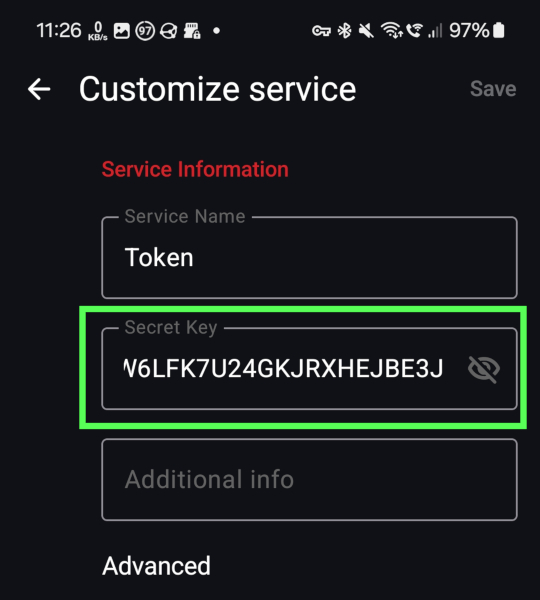 11:26 0 KB/s 97 97%
Customize service Save
Service Information
Service Name
Token
Secret Key
W6LFK7U24GKJRXHEJBE3J
Additional info
Advanced